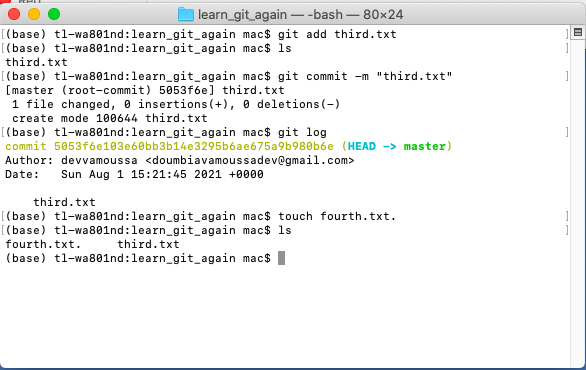 learn_git_again — -bash — 80×24
[(base) tl-wa801nd:learn_git_again mac$ git add third.txt ]
[(base) tl-wa801nd:learn_git_again mac$ ls ]
third.txt
[(base) tl-wa801nd:learn_git_again mac$ git commit -m "third.txt" ]
[master (root-commit) 5053f6e] third.txt
 1 file changed, 0 insertions(+), 0 deletions(-)
 create mode 100644 third.txt
[(base) tl-wa801nd:learn_git_again mac$ git log ]
commit 5053f6e103e60bb3b14e3295b6ae675a9b980b6e (HEAD -> master)
Author: devvamoussa <doumbiavamoussadev@gmail.com>
Date:   Sun Aug 1 15:21:45 2021 +0000
    third.txt
[(base) tl-wa801nd:learn_git_again mac$ touch fourth.txt. ]
[(base) tl-wa801nd:learn_git_again mac$ ls ]
fourth.txt.     third.txt
(base) tl-wa801nd:learn_git_again mac$